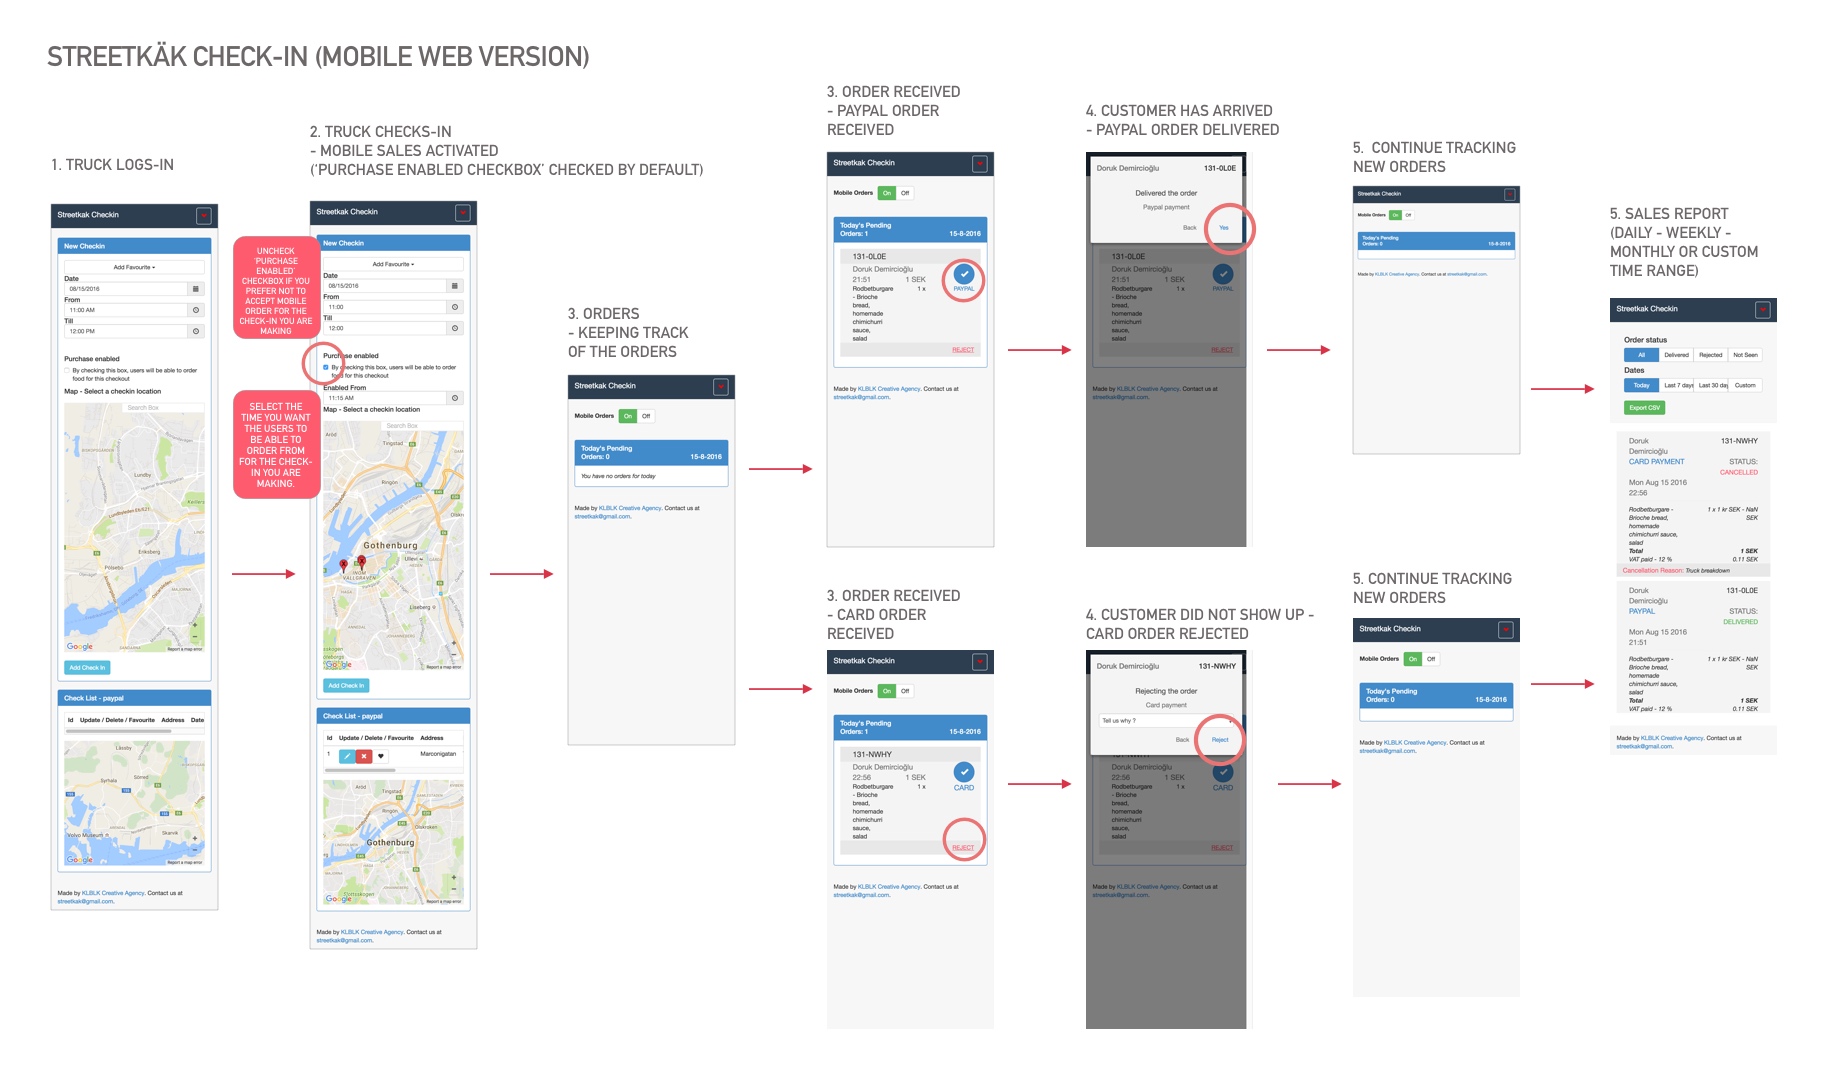 STREETKÄK CHECK-IN (MOBILE WEB VERSION)
1. TRUCK LOGS-IN
Streetkak Checkin
New Checkin
Add Favourite
Date
08/15/2016
From
11:00 AM
Till
12:00 PM
Purchase enabled
By checking this box, users will be able to order
food for this checkout
Map - Select a checkin location
Search Box
Lundby
Eriksberg
Google
Report a map error
Add Check In
Check List - paypal
Id Update / Delete / Favourite Address Date
Lässby
Syrhala
Sörred
Volvo Museum
Skarvik
Google
Report a map error
Made by KLBLK Creative Agency. Contact us at
streetkak@gmail.com.
2. TRUCK CHECKS-IN
- MOBILE SALES ACTIVATED
('PURCHASE ENABLED CHECKBOX' CHECKED BY DEFAULT)
UNCHECK
'PURCHASE
ENABLED'
CHECKBOX IF YOU
PREFER NOT TO
ACCEPT MOBILE
ORDER FOR THE
CHECK-IN YOU ARE
MAKING
SELECT THE
TIME YOU WANT
THE USERS TO
BE ABLE TO
ORDER FROM
FOR THE CHECK-
IN YOU ARE
MAKING.
Streetkak Checkin
New Checkin
Add Favourite
Date
08/15/2016
From
11:00
Till
12:00
Purchase enabled
By checking this box, users will be able to order
food for this checkout
Enabled From
11:15 AM
Map - Select a checkin location
Search Box
Tingstad
Ringön
Gothenburg
INOM
VALLGRAVEN
Liseberg
Google
Report a map error
Add Check In
Check List - paypal
Id Update / Delete / Favourite Address
1 Marconigatan
Tingstad
Ringön
Gothenburg
Google
Report a map error
Made by KLBLK Creative Agency. Contact us at
streetkak@gmail.com.
3. ORDERS
- KEEPING TRACK
OF THE ORDERS
Streetkak Checkin
Mobile Orders On Off
Today's Pending
Orders: 0 15-8-2016
You have no orders for today
Made by KLBLK Creative Agency. Contact us at
streetkak@gmail.com.
3. ORDER RECEIVED
- PAYPAL ORDER
RECEIVED
Streetkak Checkin
Mobile Orders On Off
Today's Pending
Orders: 1 15-8-2016
131-0L0E
Doruk Demircioğlu
21:51 1 SEK
PAYPAL
Rodbetburgare 1 x
- Brioche
bread,
homemade
chimichurri
sauce,
salad
REJECT
Made by KLBLK Creative Agency. Contact us at
streetkak@gmail.com.
4. CUSTOMER HAS ARRIVED
- PAYPAL ORDER DELIVERED
Doruk Demircioğlu 131-0L0E
Delivered the order
Paypal payment
Back Yes
131-0L0E
Doruk Demircioğlu
21:51 1 SEK
PAYPAL
Rodbetburgare 1 x
- Brioche
bread,
homemade
chimichurri
sauce,
salad
REJECT
Made by KLBLK Creative Agency. Contact us at
streetkak@gmail.com.
5. CONTINUE TRACKING
NEW ORDERS
Streetkak Checkin
Mobile Orders On Off
Today's Pending
Orders: 0 15-8-2016
Made by KLBLK Creative Agency. Contact us at streetkak@gmail.com.
3. ORDER RECEIVED
- CARD ORDER
RECEIVED
Streetkak Checkin
Mobile Orders On Off
Today's Pending
Orders: 1 15-8-2016
131-NWHY
Doruk Demircioğlu
22:56 1 SEK
CARD
Rodbetburgare 1 x
- Brioche
bread,
homemade
chimichurri
sauce,
salad
REJECT
Made by KLBLK Creative Agency. Contact us at
streetkak@gmail.com.
4. CUSTOMER DID NOT SHOW UP -
CARD ORDER REJECTED
Doruk Demircioğlu 131-NWHY
Rejecting the order
Card payment
Tell us why ?
Back Reject
131-NWHY
Doruk Demircioğlu
22:56 1 SEK
CARD
Rodbetburgare 1 x
- Brioche
bread,
homemade
chimichurri
sauce,
salad
REJECT
Made by KLBLK Creative Agency. Contact us at
streetkak@gmail.com.
5. CONTINUE TRACKING
NEW ORDERS
Streetkak Checkin
Mobile Orders On Off
Today's Pending
Orders: 0 15-8-2016
Made by KLBLK Creative Agency. Contact us at
streetkak@gmail.com.
5. SALES REPORT
(DAILY - WEEKLY -
MONTHLY OR CUSTOM
TIME RANGE)
Streetkak Checkin
Order status
All Delivered Rejected Not Seen
Dates
Today Last 7 days Last 30 da Custom
Export CSV
Doruk 131-NWHY
Demircioğlu
CARD PAYMENT STATUS:
CANCELLED
Mon Aug 15 2016
22:56
Rodbetburgare - 1 x 1 kr SEK - NaN
Brioche bread, SEK
homemade
chimichurri sauce,
salad
Total 1 SEK
VAT paid - 12 % 0.11 SEK
Cancellation Reason: Truck breakdown
Doruk 131-0L0E
Demircioğlu
PAYPAL STATUS:
DELIVERED
Mon Aug 15 2016
21:51
Rodbetburgare - 1 x 1 kr SEK - NaN
Brioche bread, SEK
homemade
chimichurri sauce,
salad
Total 1 SEK
VAT paid - 12 % 0.11 SEK
Made by KLBLK Creative Agency. Contact us at
streetkak@gmail.com.